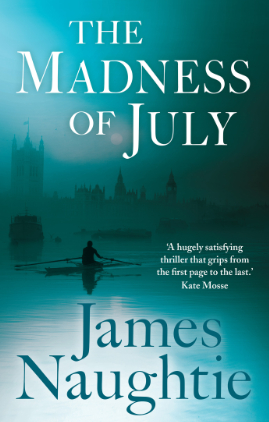 THE
MADNESS
OF JULY
‘A hugely satisfying
thriller that grips from
the first page to the last.’
Kate Mosse
James
Naughtie